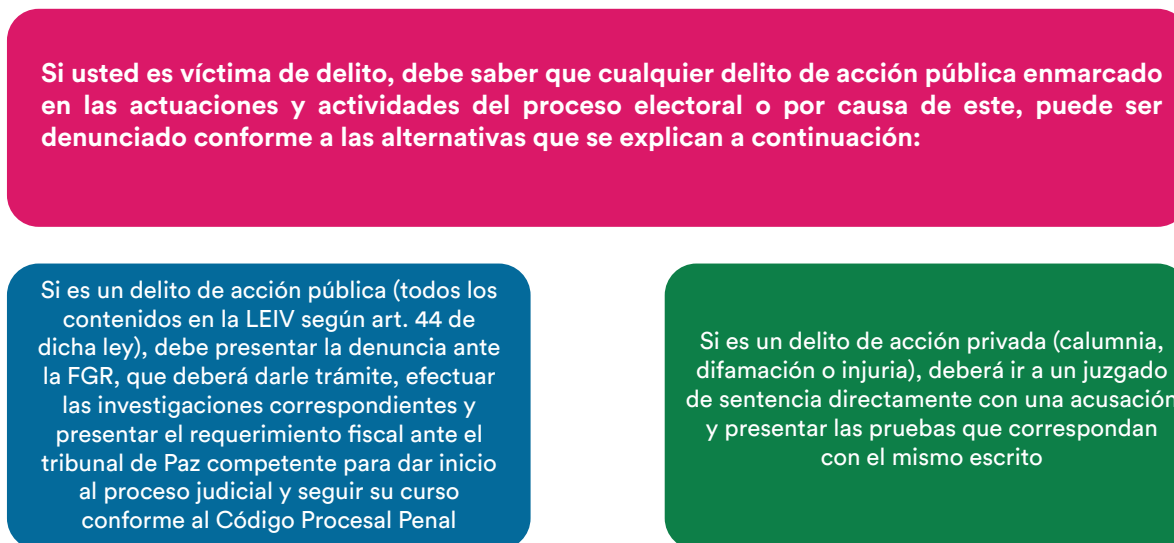 Si usted es víctima de delito, debe saber que cualquier delito de acción pública enmarcado
en las actuaciones y actividades del proceso electoral o por causa de este, puede ser
denunciado conforme a las alternativas que se explican a continuación:
Si es un delito de acción pública (todos los
contenidos en la LEIV según art. 44 de
dicha ley), debe presentar la denuncia ante
la FGR, que deberá darle trámite, efectuar
las investigaciones correspondientes y
presentar el requerimiento fiscal ante el
tribunal de Paz competente para dar inicio
al proceso judicial y seguir su curso
conforme al Código Procesal Penal
Si es un delito de acción privada (calumnia,
difamación o injuria), deberá ir a un juzgado
de sentencia directamente con una acusación
y presentar las pruebas que correspondan
con el mismo escrito